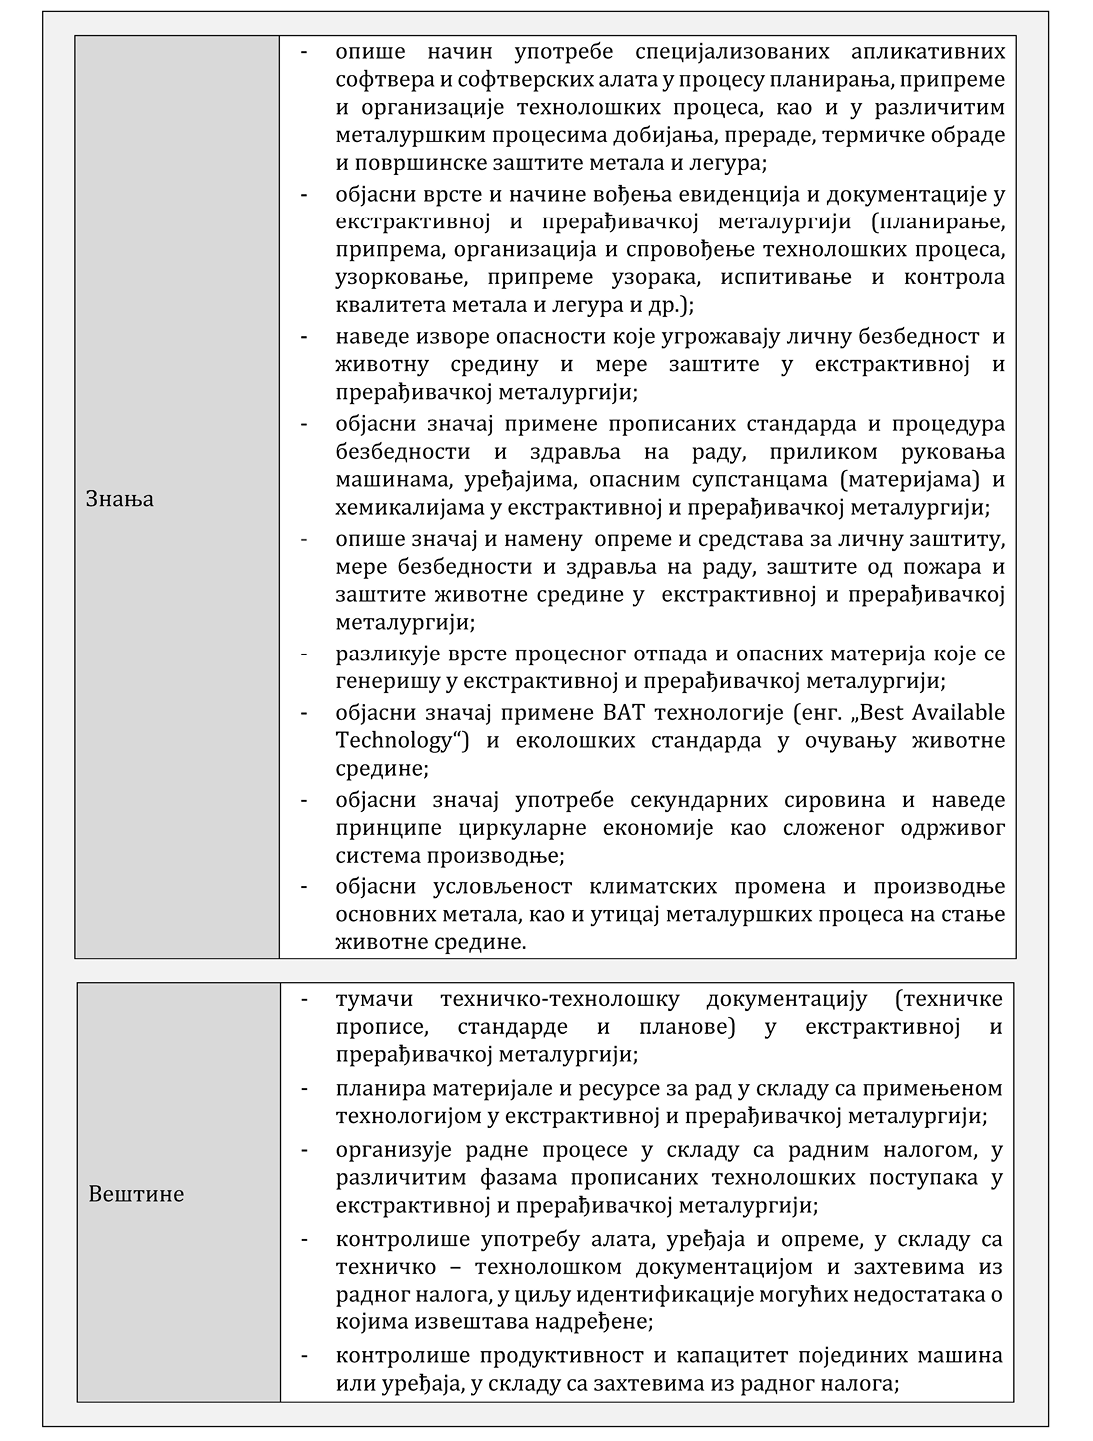 Знања
- опише начин употребе специјализованих апликативних
софтвера и софтверских алата у процесу планирања, припреме
и организације технолошких процеса, као и у различитим
металуршким процесима добијања, прераде, термичке обраде
и површинске заштите метала и легура;
- објасни врсте и начине вођења евиденција и документације у
екстрактивној и прерађивачкој металургији (планирање,
припрема, организација и спровођење технолошких процеса,
узорковање, припреме узорака, испитивање и контрола
квалитета метала и легура и др.);
- наведе изворе опасности које угрожавају личну безбедност и
животну средину и мере заштите у екстрактивној и
прерађивачкој металургији;
- објасни значај примене прописаних стандарда и процедура
безбедности и здравља на раду, приликом руковања
машинама, уређајима, опасним супстанцама (материјама) и
хемикалијама у екстрактивној и прерађивачкој металургији;
- опише значај и намену опреме и средстава за личну заштиту,
мере безбедности и здравља на раду, заштите од пожара и
заштите животне средине у екстрактивној и прерађивачкој
металургији;
- разликује врсте процесног отпада и опасних материја које се
генеришу у екстрактивној и прерађивачкој металургији;
- објасни значај примене BAT технологије (енг. „Best Available
Technology“) и еколошких стандарда у очувању животне
средине;
- објасни значај употребе секундарних сировина и наведе
принципе циркуларне економије као сложеног одрживог
система производње;
- објасни условљеност климатских промена и производње
основних метала, као и утицај металуршких процеса на стање
животне средине.
Вештине
- тумачи техничко-технолошку документацију (техничке
прописе, стандарде и планове) у екстрактивној и
прерађивачкој металургији;
- планира материјале и ресурсе за рад у складу са примењеном
технологијом у екстрактивној и прерађивачкој металургији;
- организује радне процесе у складу са радним налогом, у
различитим фазама прописаних технолошких поступака у
екстрактивној и прерађивачкој металургији;
- контролише употребу алата, уређаја и опреме, у складу са
техничко – технолошком документацијом и захтевима из
радног налога, у циљу идентификације могућих недостатака о
којима извештава надређене;
- контролише продуктивност и капацитет појединих машина
или уређаја, у складу са захтевима из радног налога;